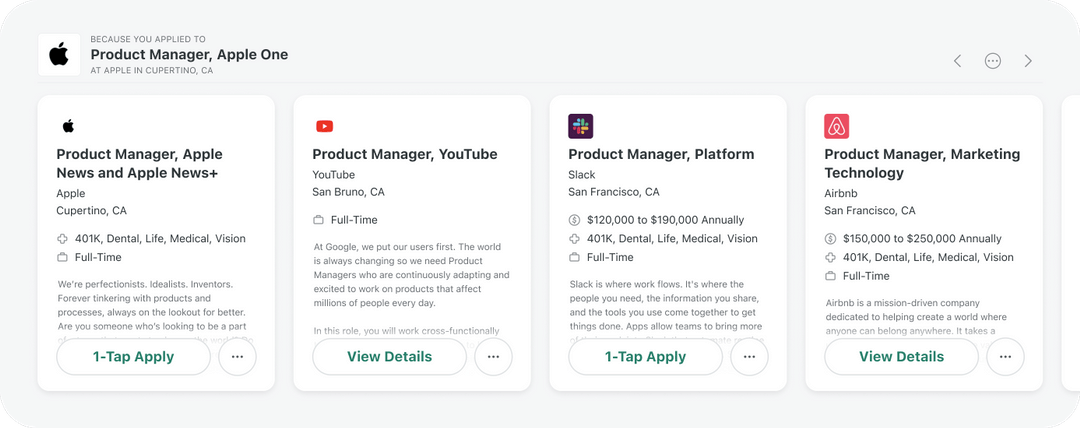 BECAUSE YOU APPLIED TO
Product Manager, Apple One
AT APPLE IN CUPERTINO, CA
Product Manager, Apple
News and Apple News+
Apple
Cupertino, CA
401K, Dental, Life, Medical, Vision
Full-Time
We're perfectionists. Idealists. Inventors.
Forever tinkering with products and
processes, always on the lookout for better.
Are you someone who's looking to be a part
1-Tap Apply
Product Manager, YouTube
YouTube
San Bruno, CA
Full-Time
At Google, we put our users first. The world
is always changing so we need Product
Managers who are continuously adapting and
excited to work on products that affect
millions of people every day.
In this role, you will work cross-functionally
View Details
Product Manager, Platform
Slack
San Francisco, CA
$120,000 to $190,000 Annually
401K, Dental, Life, Medical, Vision
Full-Time
Slack is where work flows. It's where the
people you need, the information you share,
and the tools you use come together to get
things done. Apps allow teams to bring more
1-Tap Apply
Product Manager, Marketing
Technology
Airbnb
San Francisco, CA
$150,000 to $250,000 Annually
401K, Dental, Life, Medical, Vision
Full-Time
Airbnb is a mission-driven company
dedicated to helping create a world where
anyone can belong anywhere. It takes a
View Details